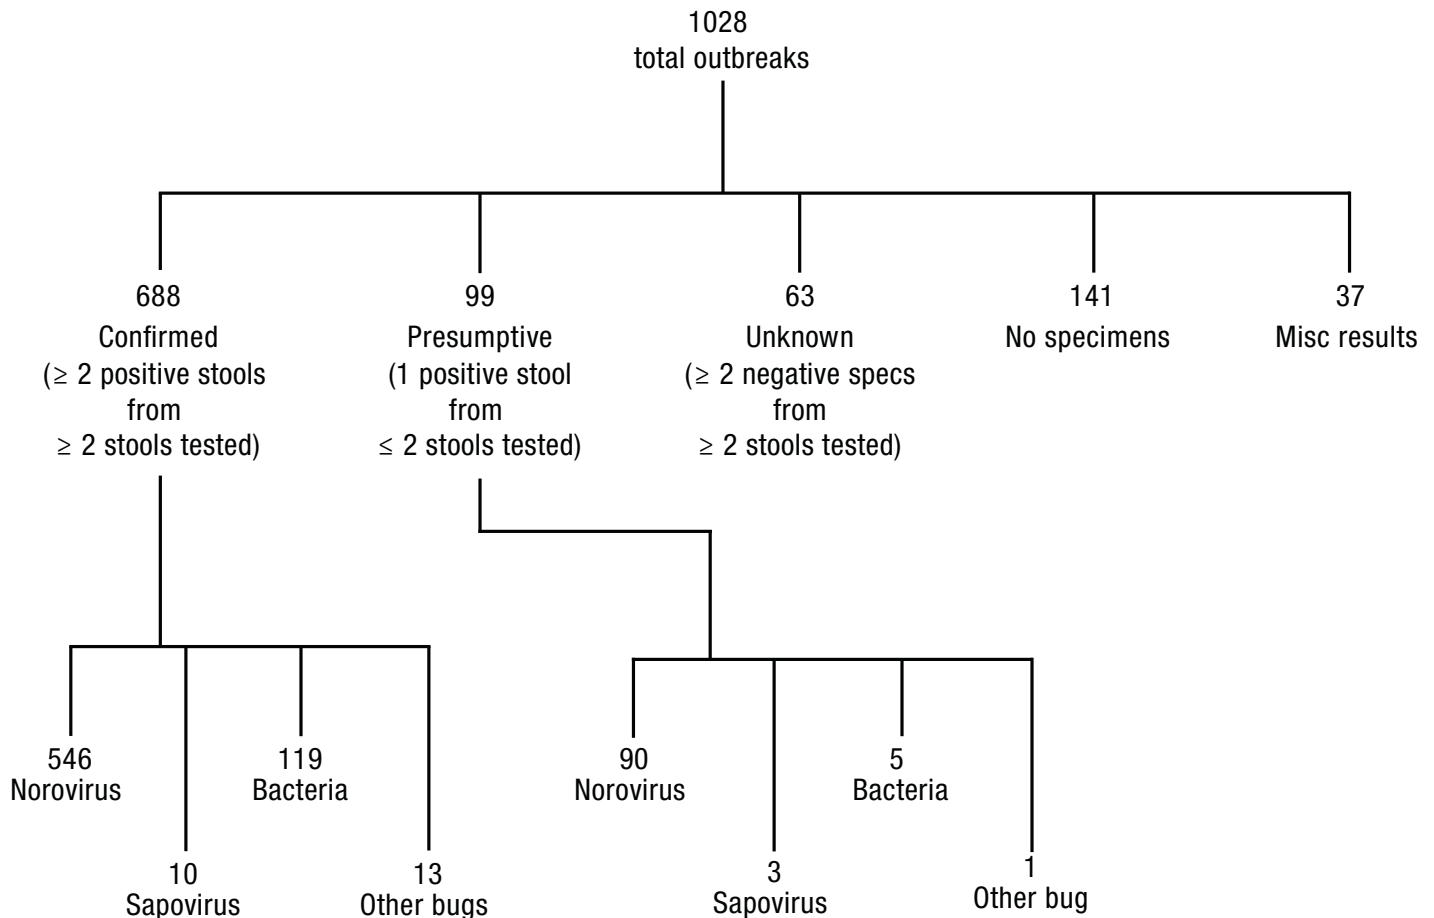 1028
total outbreaks
688
Confirmed
(≥ 2 positive stools
from
≥ 2 stools tested)
99
Presumptive
(1 positive stool
from
≤ 2 stools tested)
63
Unknown
(≥ 2 negative specs
from
≥ 2 stools tested)
141
No specimens
37
Misc results
546
Norovirus
10
Sapovirus
119
Bacteria
13
Other bugs
90
Norovirus
3
Sapovirus
5
Bacteria
1
Other bug